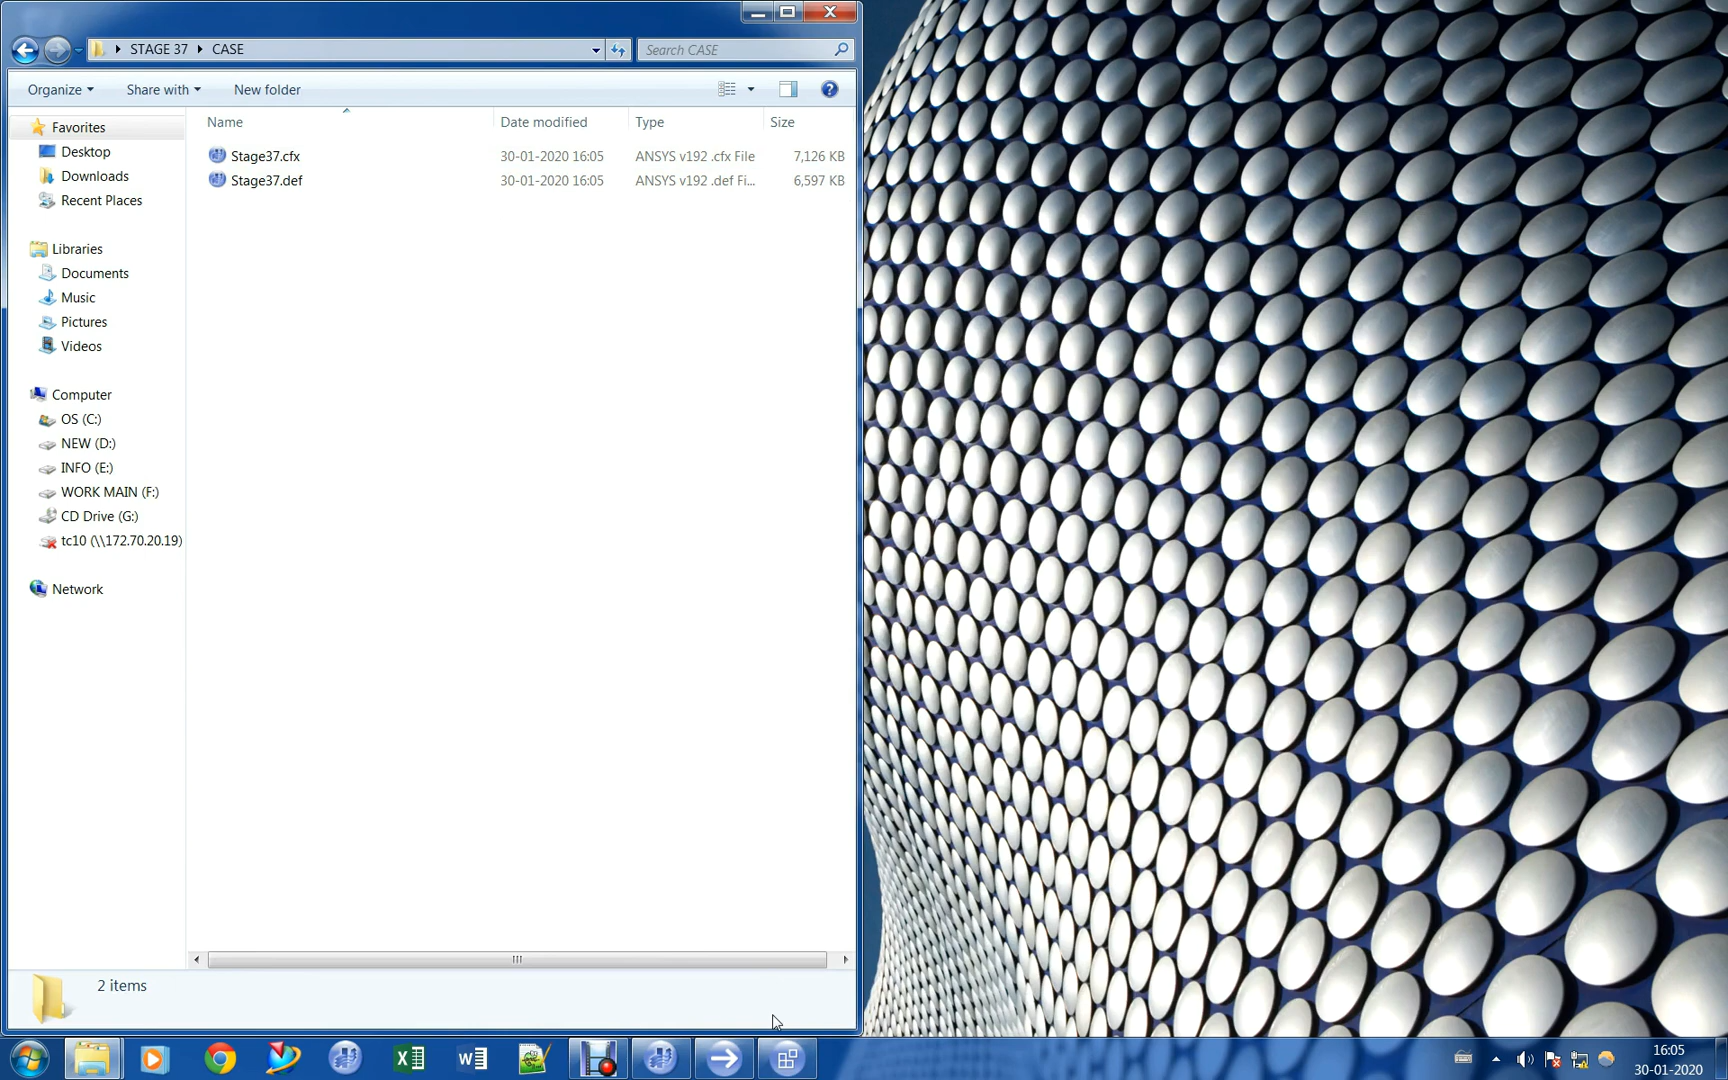 STAGE 37 CASE
Search CASE
Organize Share with New folder
Name Date modified Type Size
Favorites
Desktop
Downloads
Recent Places
Libraries
Documents
Music
Pictures
Videos
Computer
OS (C:)
NEW (D:)
INFO (E:)
WORK MAIN (F:)
CD Drive (G:)
tc10 (\\172.70.20.19)
Network
Stage37.cfx 30-01-2020 16:05 ANSYS v192 .cfx File 7,126 KB
Stage37.def 30-01-2020 16:05 ANSYS v192 .def Fi... 6,597 KB
2 items
16:05
30-01-2020